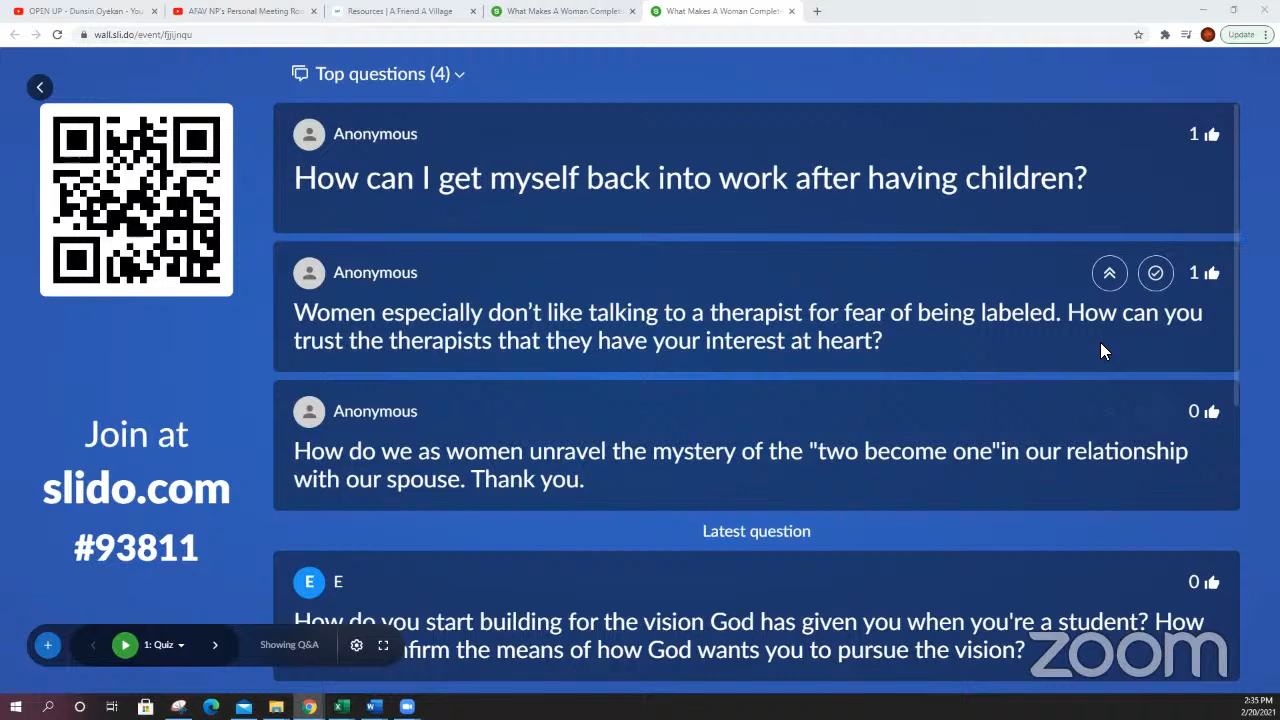 OPEN UP - Dunsin Oyekan - You
AFAV NP's Personal Meeting Roo
Resources | A Friend A Village
What Makes A Woman Complete
What Makes A Woman Complete
wall.sli.do/event/fjjijnqu
Update
Top questions (4)
Anonymous
1
How can I get myself back into work after having children?
Anonymous
1
Women especially don’t like talking to a therapist for fear of being labeled. How can you
trust the therapists that they have your interest at heart?
Anonymous
0
How do we as women unravel the mystery of the "two become one"in our relationship
with our spouse. Thank you.
Latest question
E
E
0
How do you start building for the vision God has given you when you're a student? How
nfirm the means of how God wants you to pursue the vision?
Join at
slido.com
#93811
1: Quiz
Showing Q&A
zoom
2:35 PM
2/20/2021